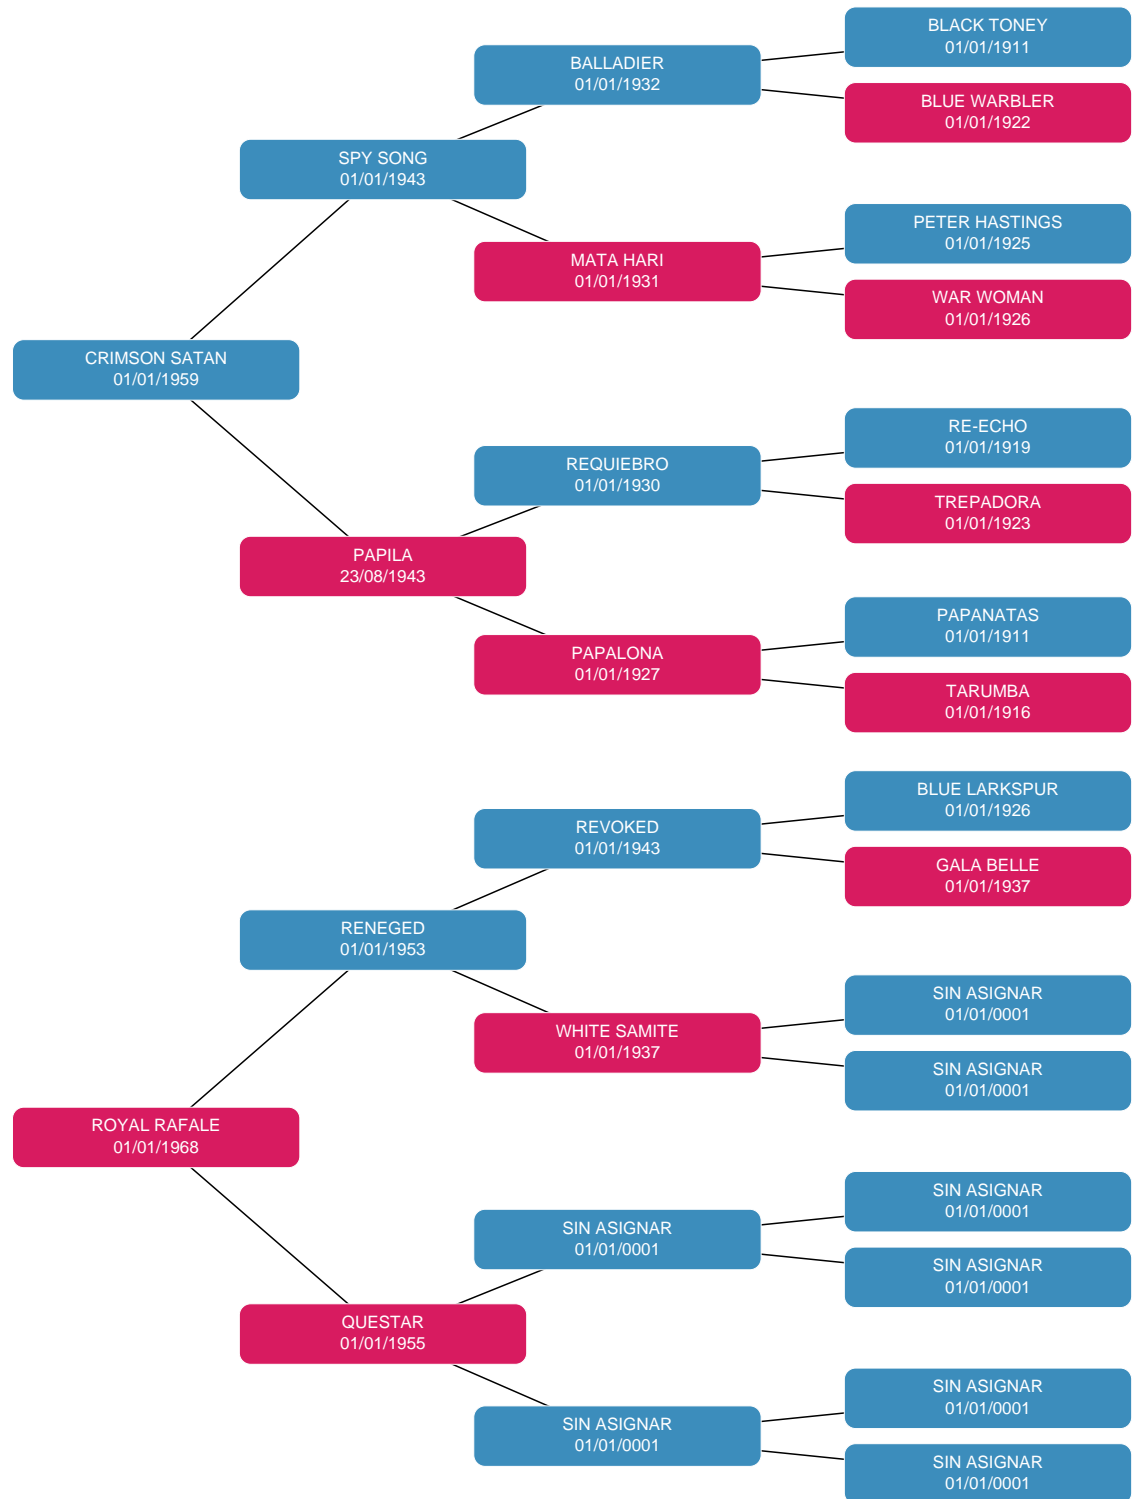 BLACK TONEY
01/01/1911
BALLADIER
01/01/1932
BLUE WARBLER
01/01/1922
SPY SONG
01/01/1943
PETER HASTINGS
01/01/1925
MATA HARI
01/01/1931
WAR WOMAN
01/01/1926
CRIMSON SATAN
01/01/1959
RE-ECHO
01/01/1919
REQUIEBRO
01/01/1930
TREPADORA
01/01/1923
PAPILA
23/08/1943
PAPANATAS
01/01/1911
PAPALONA
01/01/1927
TARUMBA
01/01/1916
BLUE LARKSPUR
01/01/1926
REVOKED
01/01/1943
GALA BELLE
01/01/1937
RENEGED
01/01/1953
SIN ASIGNAR
01/01/0001
WHITE SAMITE
01/01/1937
SIN ASIGNAR
01/01/0001
ROYAL RAFALE
01/01/1968
SIN ASIGNAR
01/01/0001
SIN ASIGNAR
01/01/0001
SIN ASIGNAR
01/01/0001
QUESTAR
01/01/1955
SIN ASIGNAR
01/01/0001
SIN ASIGNAR
01/01/0001
SIN ASIGNAR
01/01/0001